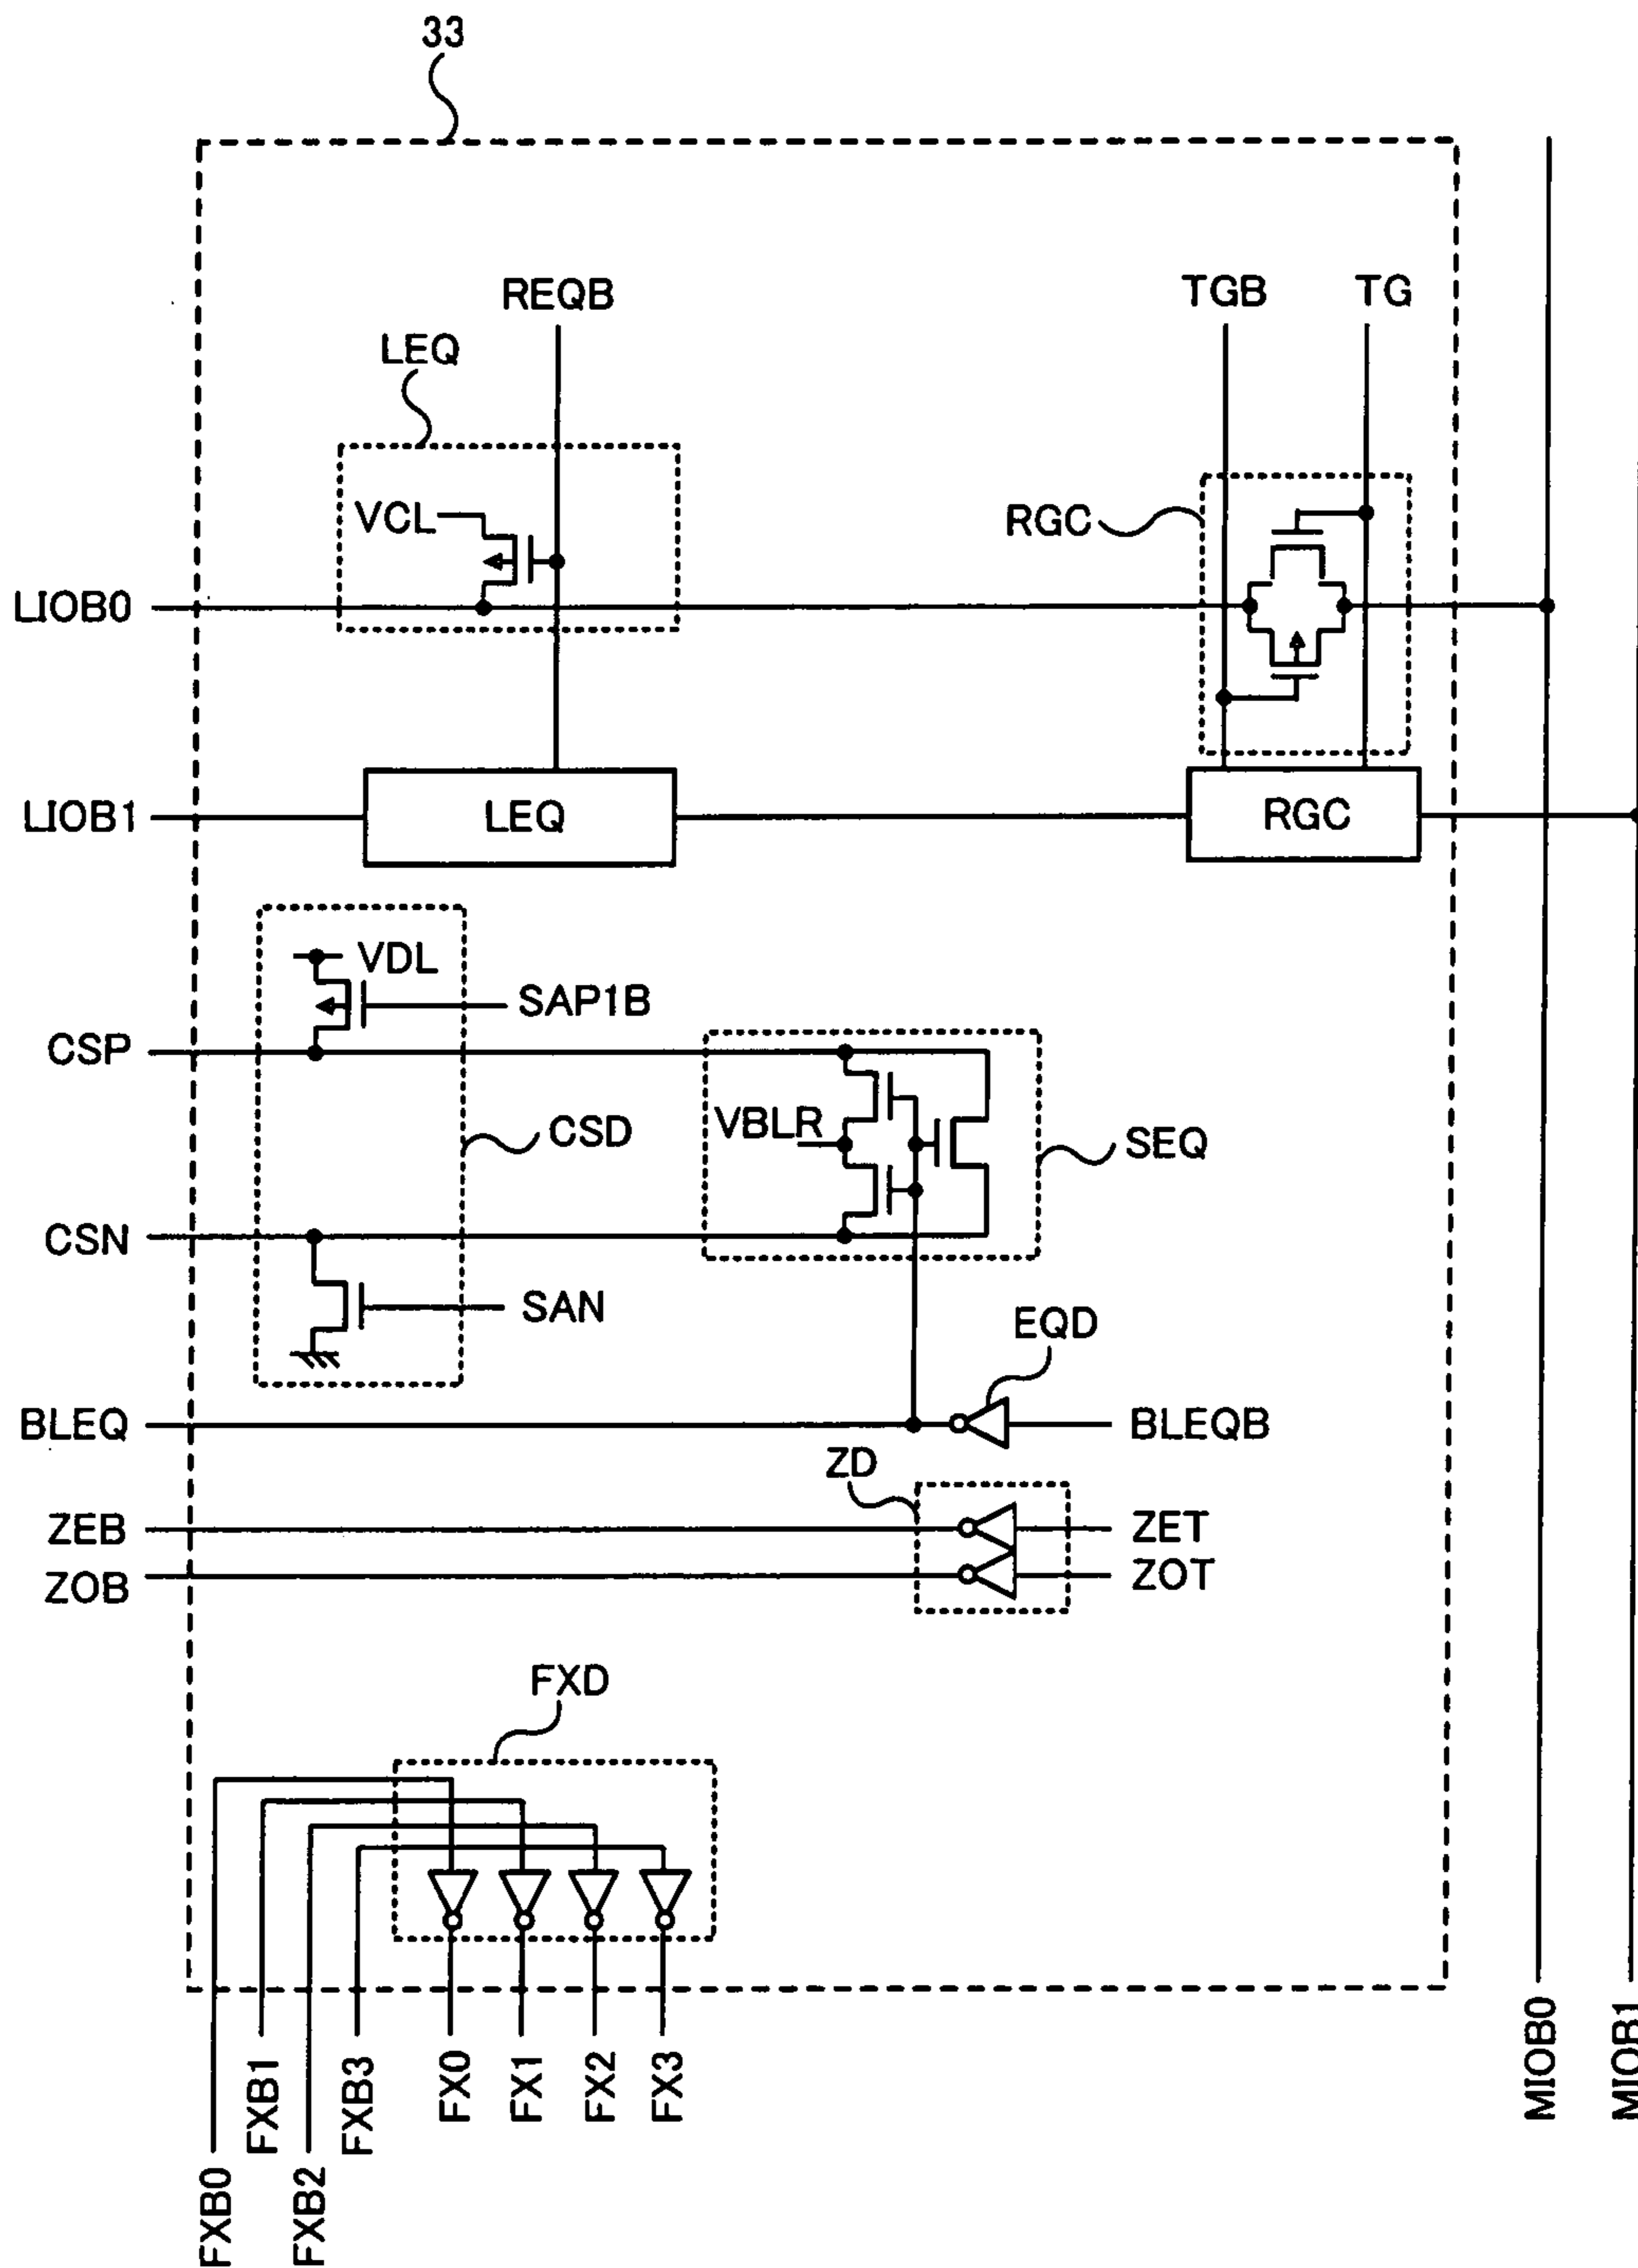 33
REQB
TGB
TG
LEQ
VCL
RGC
LIOB0
LIOB1
LEQ
RGC
VDL
SAP1B
CSP
VBLR
CSD
SEQ
CSN
SAN
EQD
BLEQ
BLEQB
ZD
ZEB
ZET
ZOB
ZOT
FXD
FXB0
FXB1
FXB2
FXB3
FX0
FX1
FX2
FX3
MIOB0
MIOB1